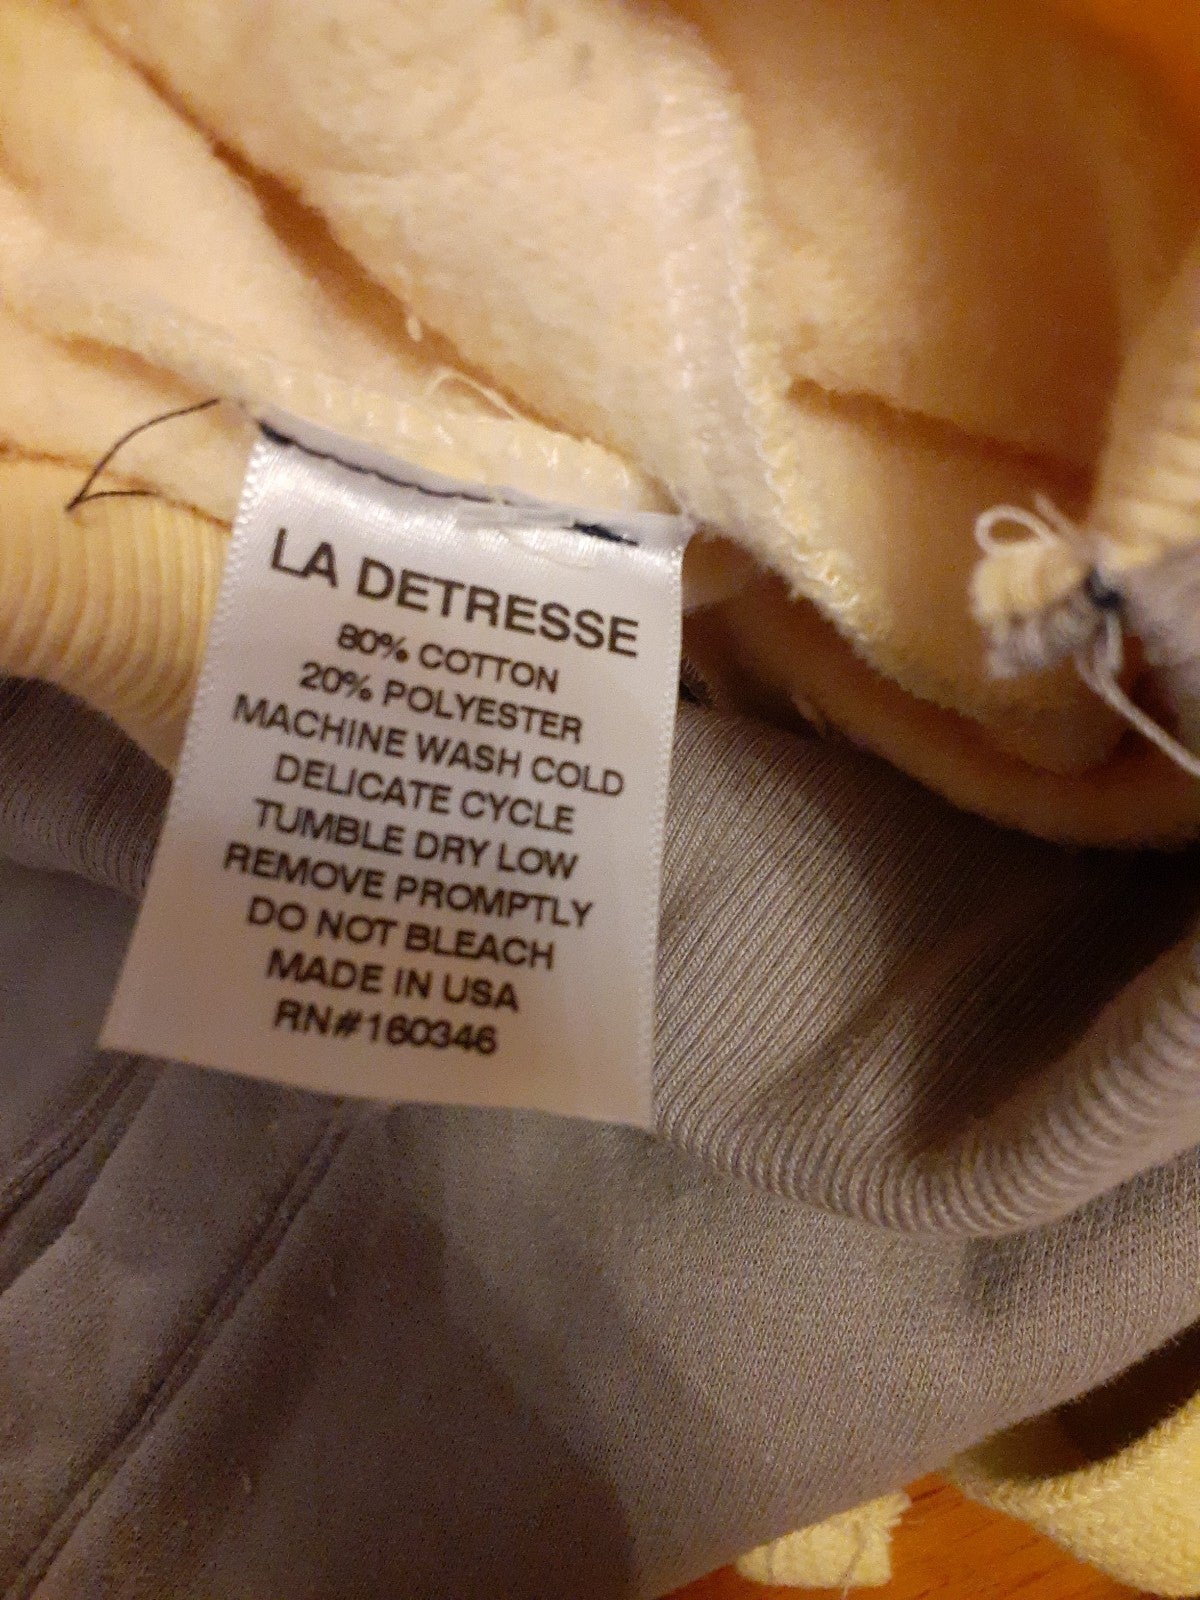 LA DETRESSE
80% COTTON
20% POLYESTER
MACHINE WASH COLD
DELICATE CYCLE
TUMBLE DRY LOW
REMOVE PROMPTLY
DO NOT BLEACH
MADE IN USA
RN#160346